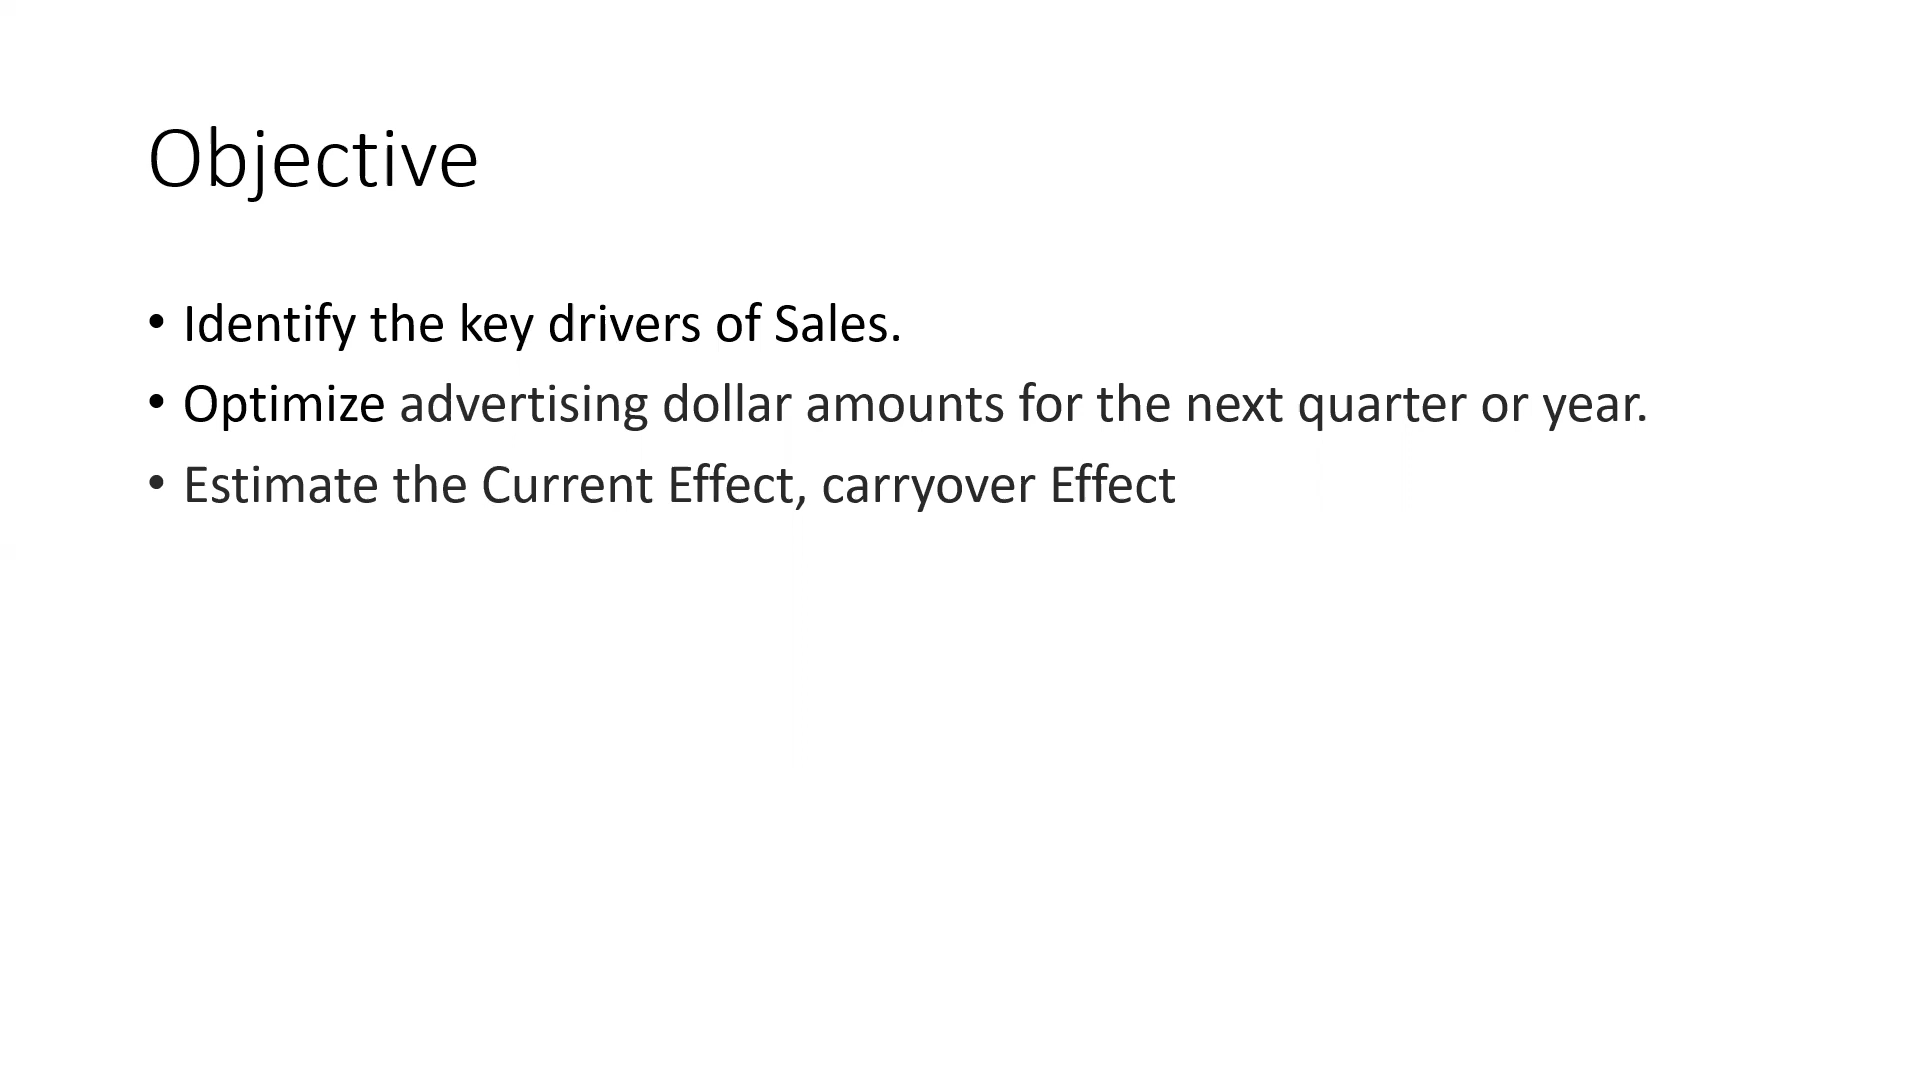 Objective
• Identify the key drivers of Sales.
• Optimize advertising dollar amounts for the next quarter or year.
• Estimate the Current Effect, carryover Effect